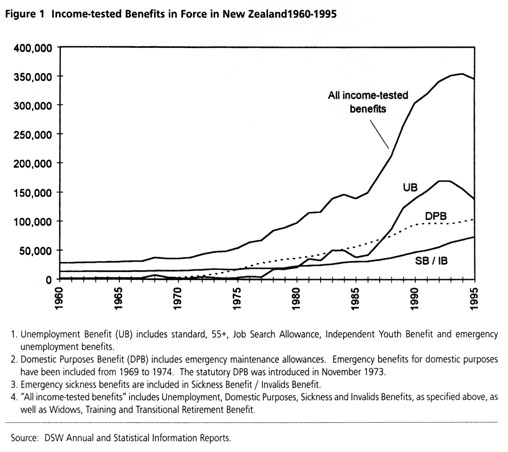 Figure 1 Income-tested Benefits in Force in New Zealand1960-1995
400,000
350,000
300,000
250,000
200,000
150,000
100,000
50,000
0
All income-tested
benefits
UB
DPB
SB / IB
1960
1965
1970
1975
1980
1985
1990
1995
1. Unemployment Benefit (UB) includes standard, 55+, Job Search Allowance, Independent Youth Benefit and emergency
unemployment benefits.
2. Domestic Purposes Benefit (DPB) includes emergency maintenance allowances. Emergency benefits for domestic purposes
have been included from 1969 to 1974. The statutory DPB was introduced in November 1973.
3. Emergency sickness benefits are included in Sickness Benefit / Invalids Benefit.
4. "All income-tested benefits" includes Unemployment, Domestic Purposes, Sickness and Invalids Benefits, as specified above, as
well as Widows, Training and Transitional Retirement Benefit.
Source: DSW Annual and Statistical Information Reports.